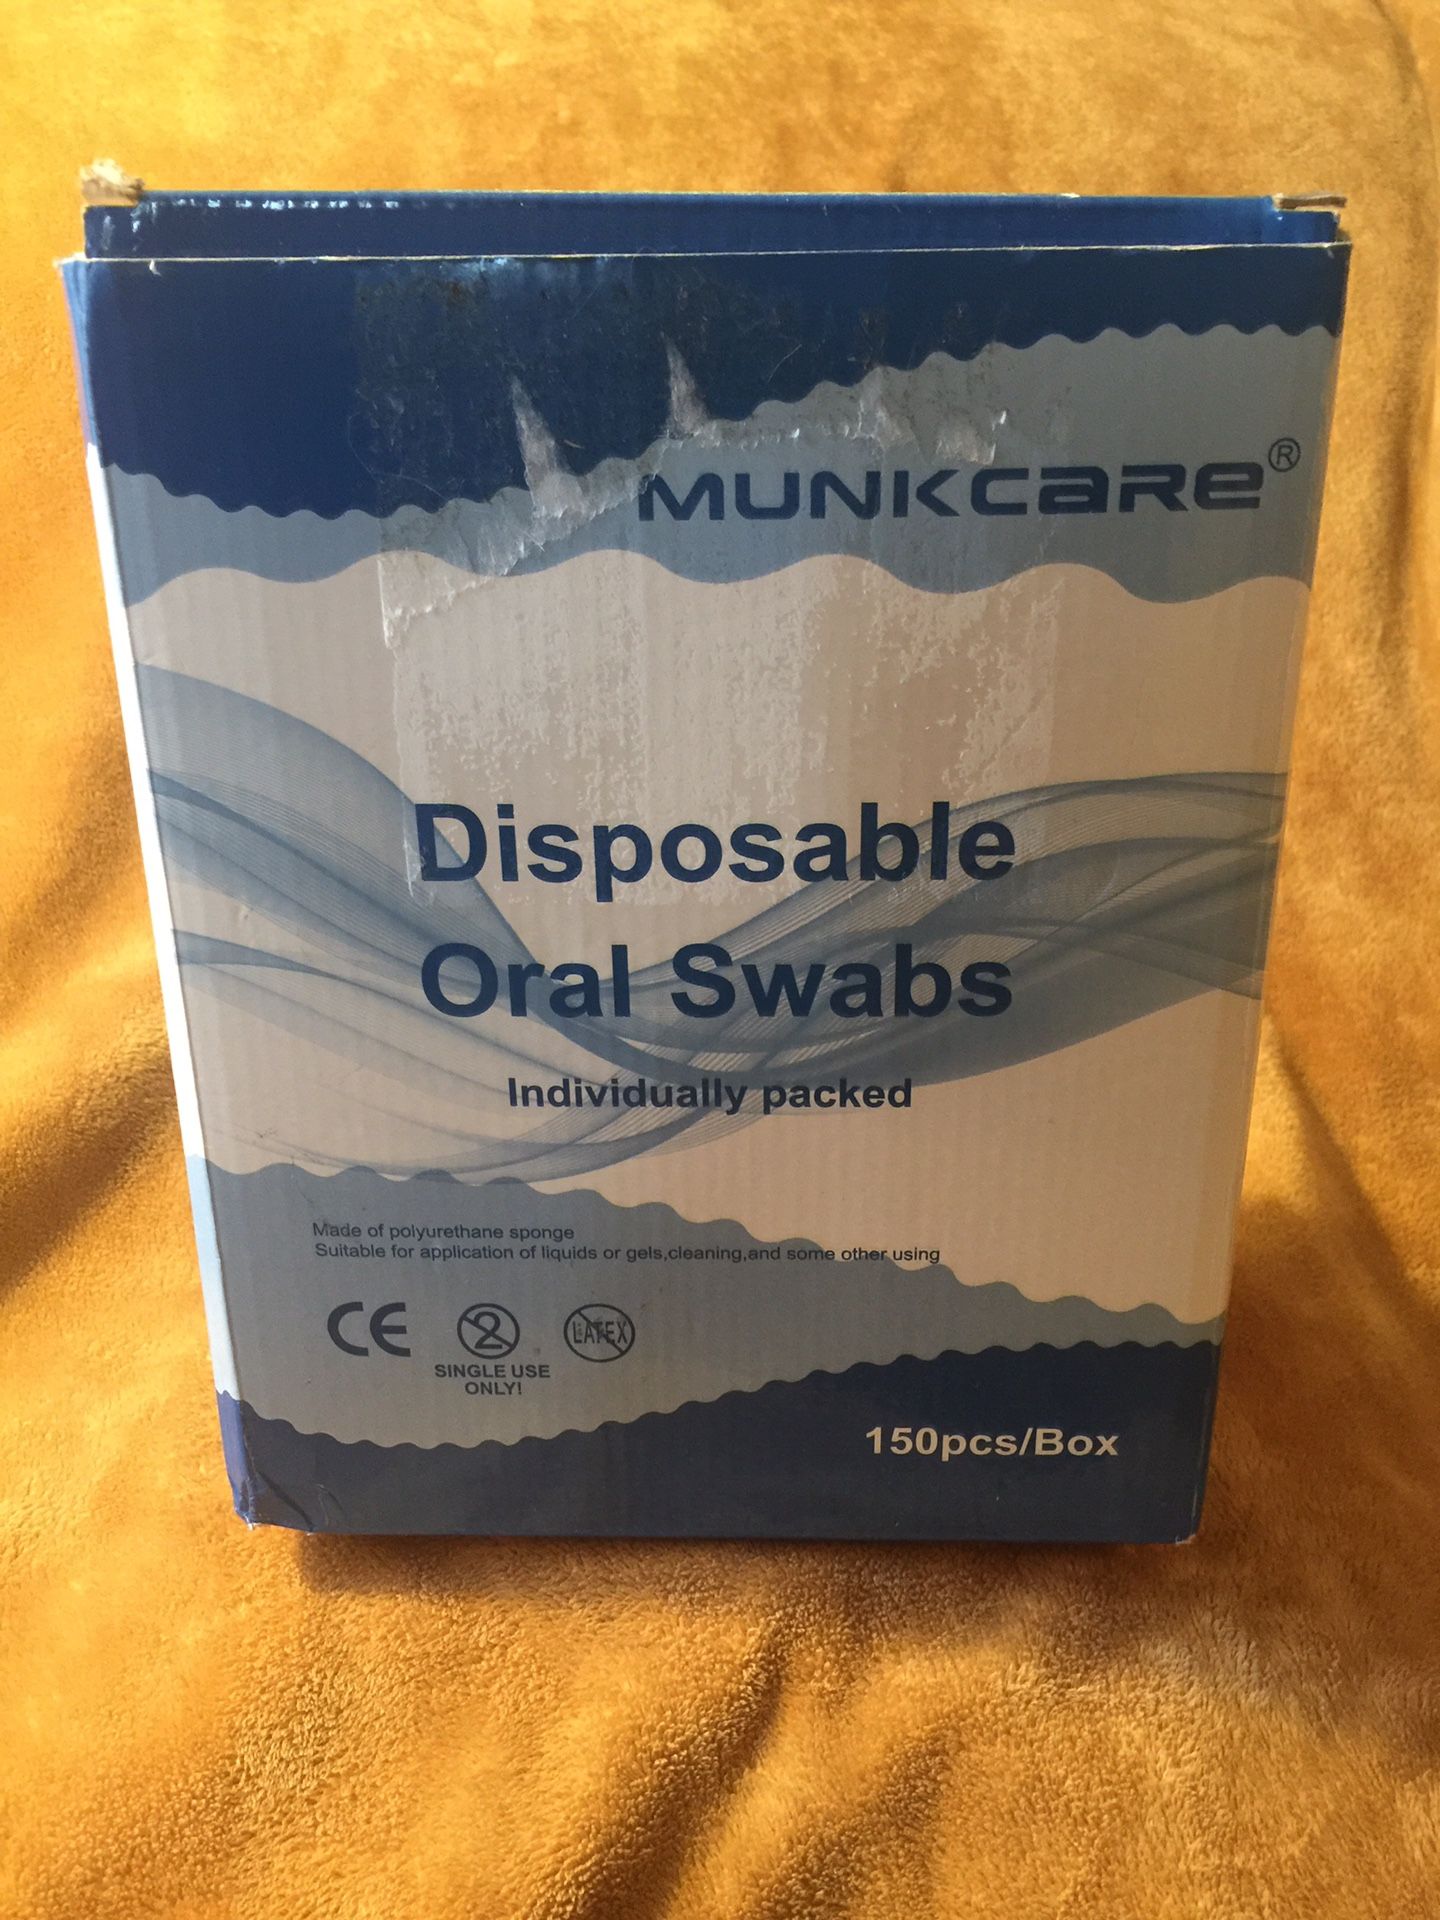 MUNKCARE®
Disposable
Oral Swabs
Individually packed
Made of polyurethane sponge
Suitable for application of liquids or gels,cleaning,and some other using
CE
2
LATEX
SINGLE USE
ONLY!
150pcs/Box